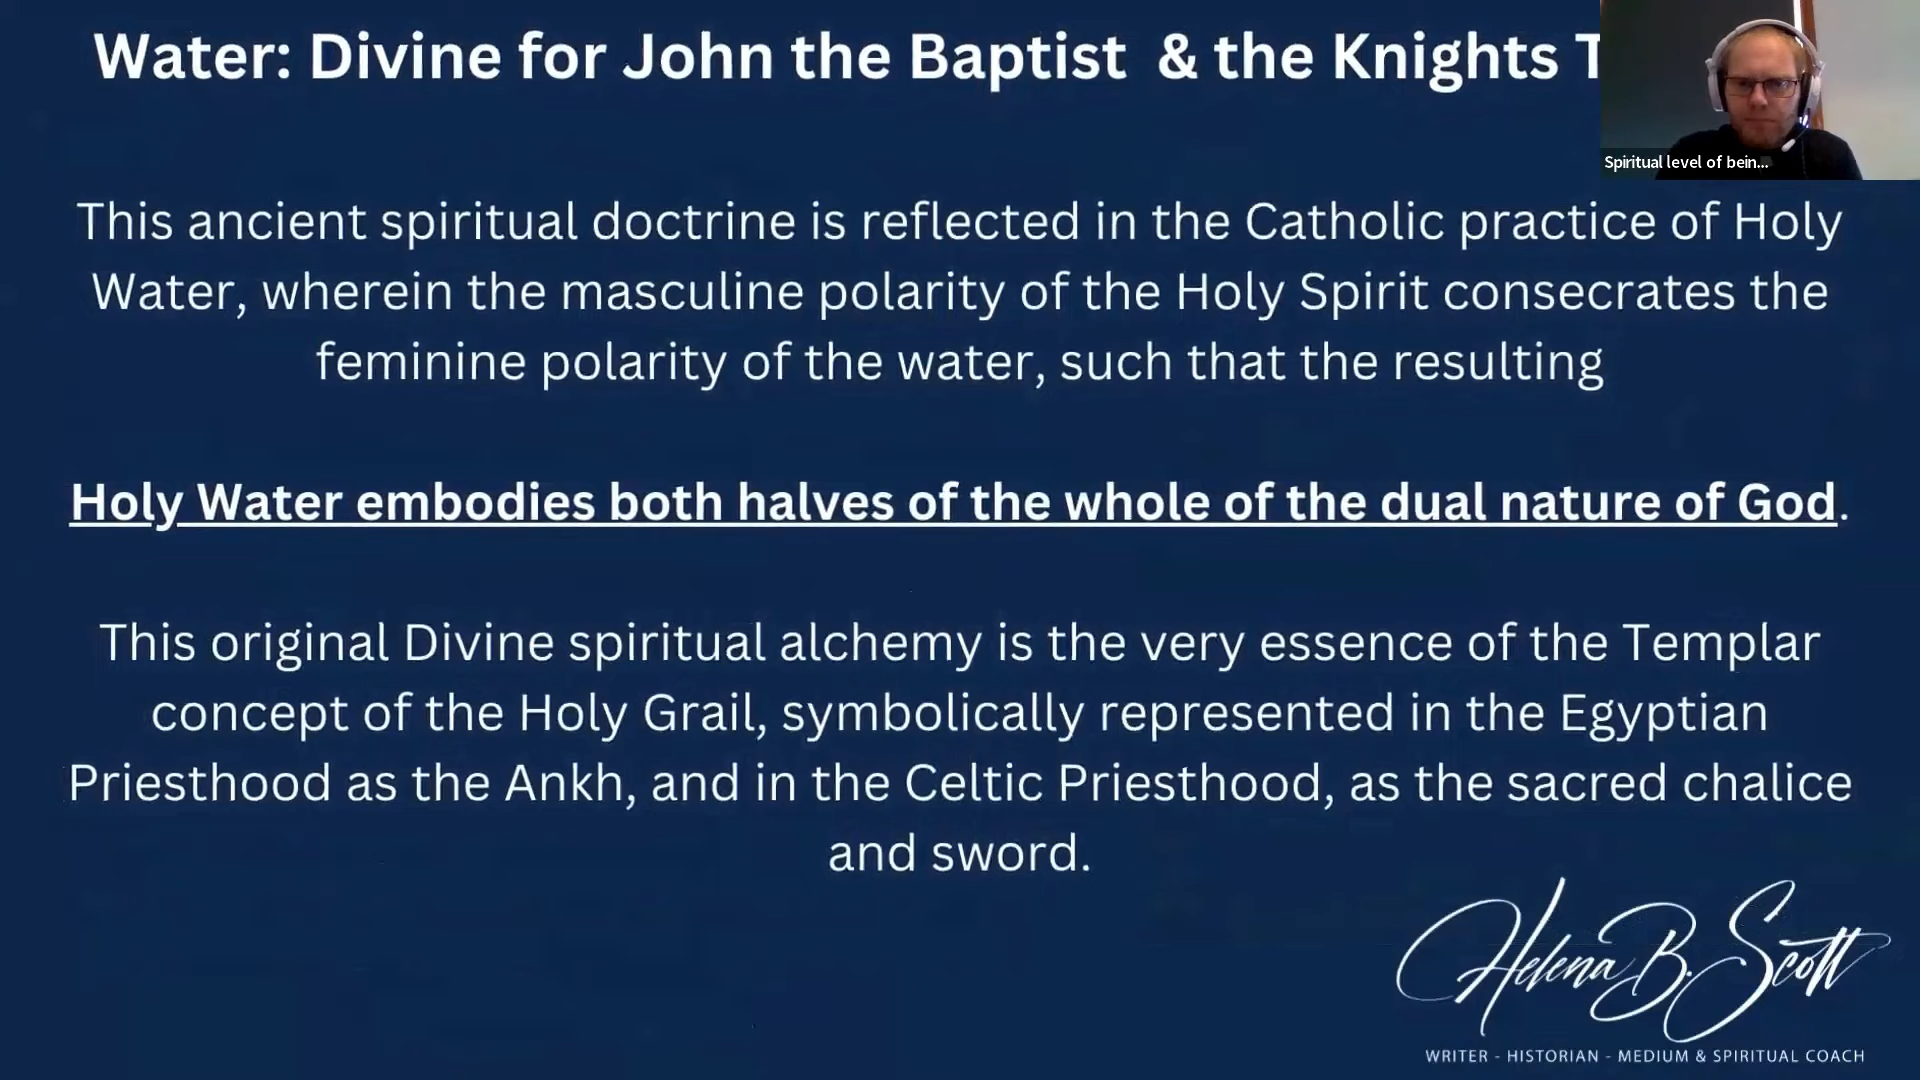 Water: Divine for John the Baptist & the Knights T
Spiritual level of bein...
This ancient spiritual doctrine is reflected in the Catholic practice of Holy
Water, wherein the masculine polarity of the Holy Spirit consecrates the
feminine polarity of the water, such that the resulting
Holy Water embodies both halves of the whole of the dual nature of God.
This original Divine spiritual alchemy is the very essence of the Templar
concept of the Holy Grail, symbolically represented in the Egyptian
Priesthood as the Ankh, and in the Celtic Priesthood, as the sacred chalice
and sword.
Helena B. Scott
WRITER - HISTORIAN - MEDIUM & SPIRITUAL COACH